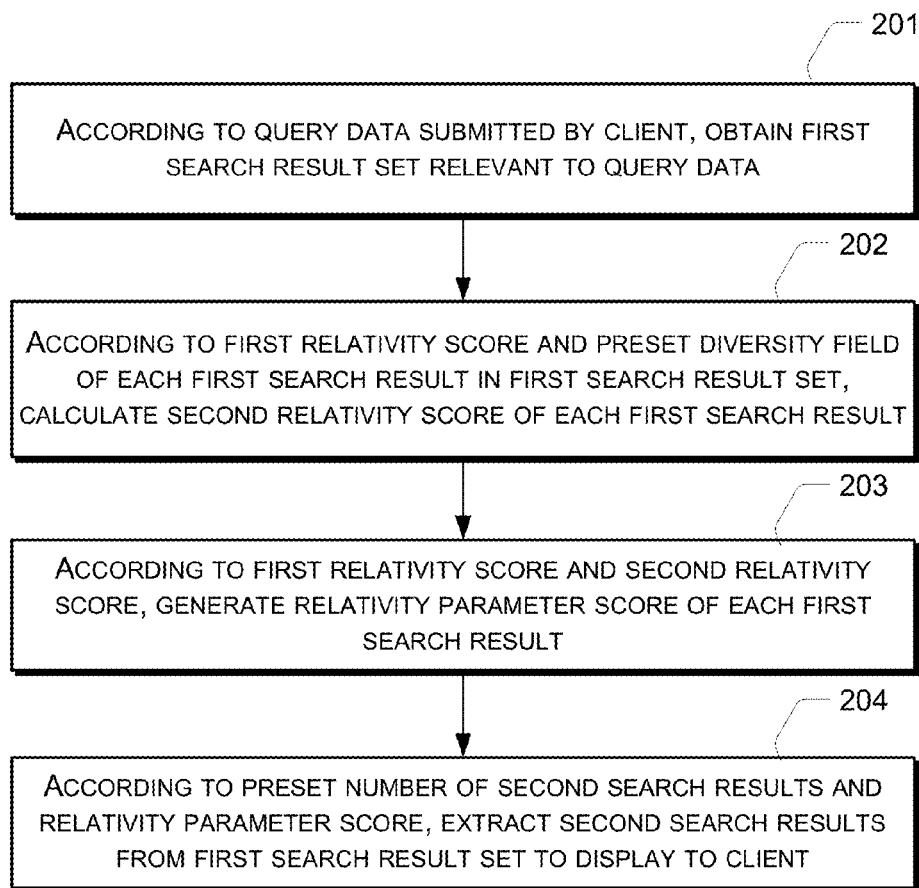 201
ACCORDING TO QUERY DATA SUBMITTED BY CLIENT, OBTAIN FIRST
SEARCH RESULT SET RELEVANT TO QUERY DATA
202
ACCORDING TO FIRST RELATIVITY SCORE AND PRESET DIVERSITY FIELD
OF EACH FIRST SEARCH RESULT IN FIRST SEARCH RESULT SET,
CALCULATE SECOND RELATIVITY SCORE OF EACH FIRST SEARCH RESULT
203
ACCORDING TO FIRST RELATIVITY SCORE AND SECOND RELATIVITY
SCORE, GENERATE RELATIVITY PARAMETER SCORE OF EACH FIRST
SEARCH RESULT
204
ACCORDING TO PRESET NUMBER OF SECOND SEARCH RESULTS AND
RELATIVITY PARAMETER SCORE, EXTRACT SECOND SEARCH RESULTS
FROM FIRST SEARCH RESULT SET TO DISPLAY TO CLIENT